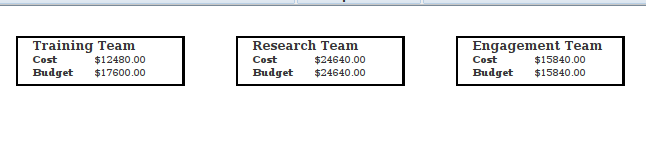 Training Team
Cost $12480.00
Budget $17600.00
Research Team
Cost $24640.00
Budget $24640.00
Engagement Team
Cost $15840.00
Budget $15840.00